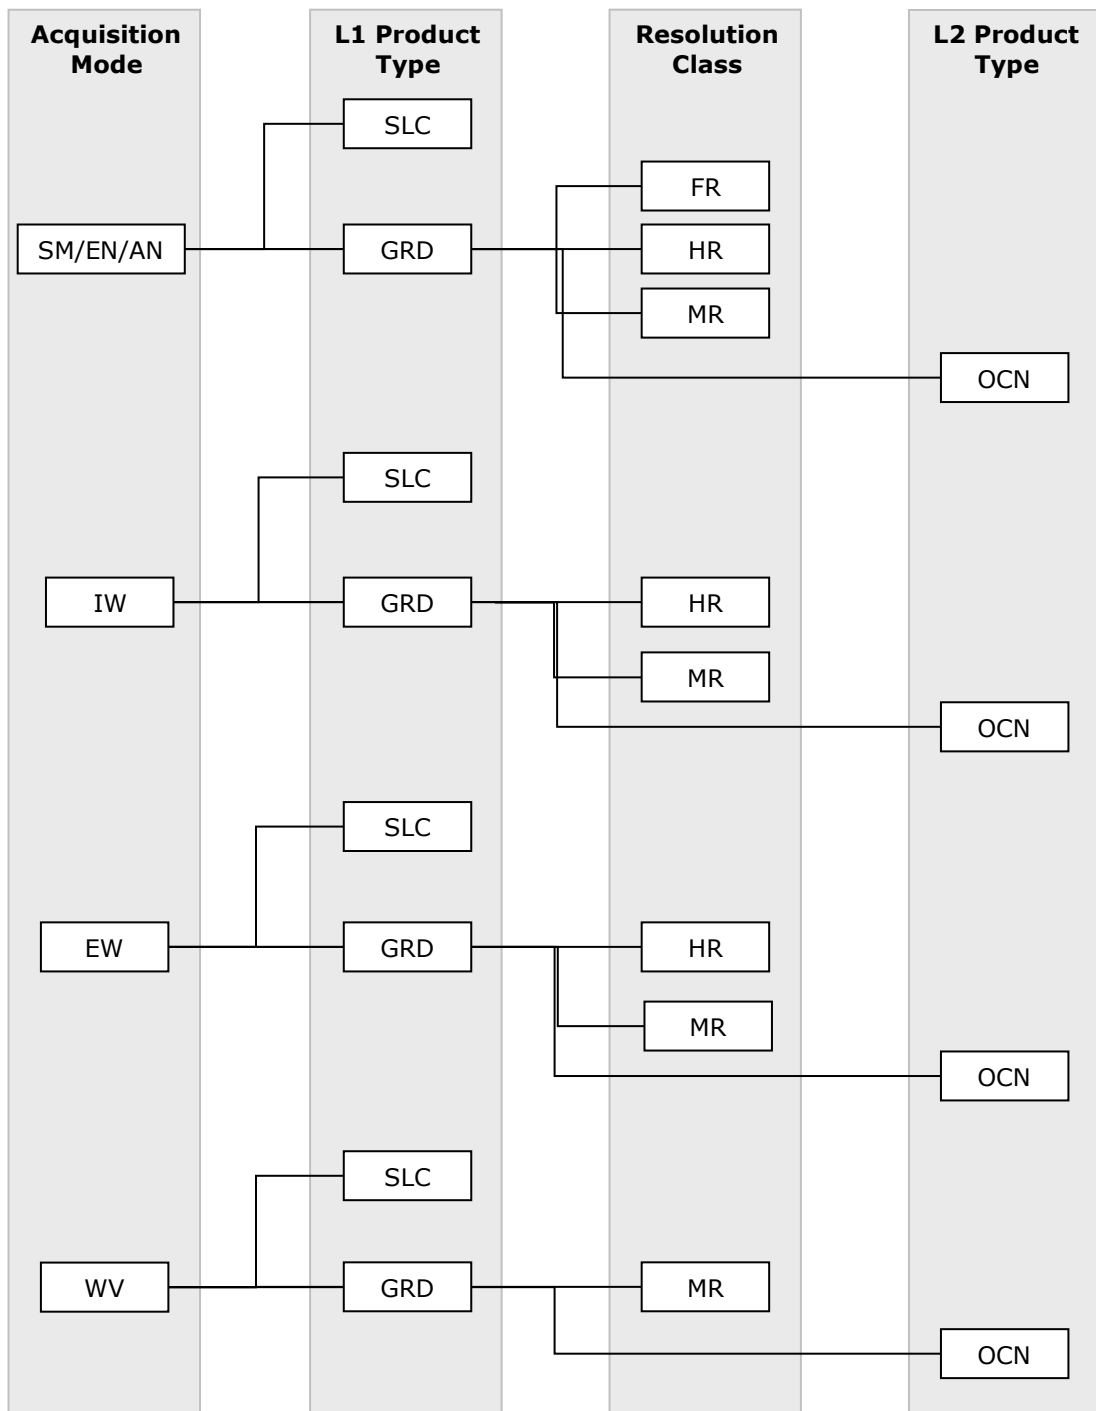 Acquisition
Mode
L1 Product
Type
Resolution
Class
L2 Product
Type
SLC
FR
SM/EN/AN
GRD
HR
MR
OCN
SLC
IW
GRD
HR
MR
OCN
SLC
EW
GRD
HR
MR
OCN
SLC
WV
GRD
MR
OCN